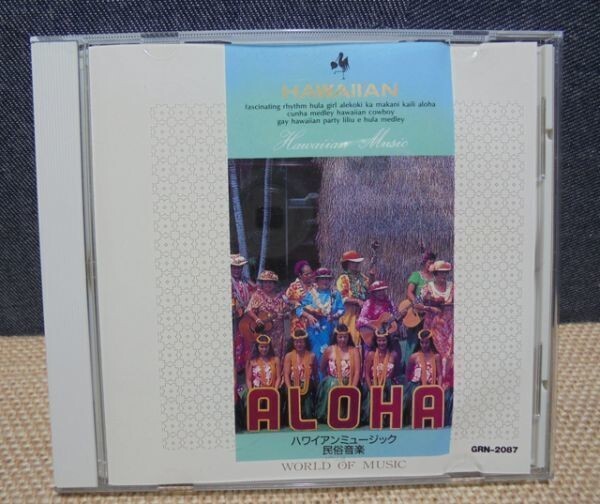 HAWAIIAN
fascinating rhythm hula girl alekoki ka makani kaili aloha
cunha medley hawaiian cowboy
gay hawaiian party liliu e hula medley
Hawaiian Music
ALOHA
ハワイアンミュージック
民俗音楽
GRN-2087
WORLD OF MUSIC